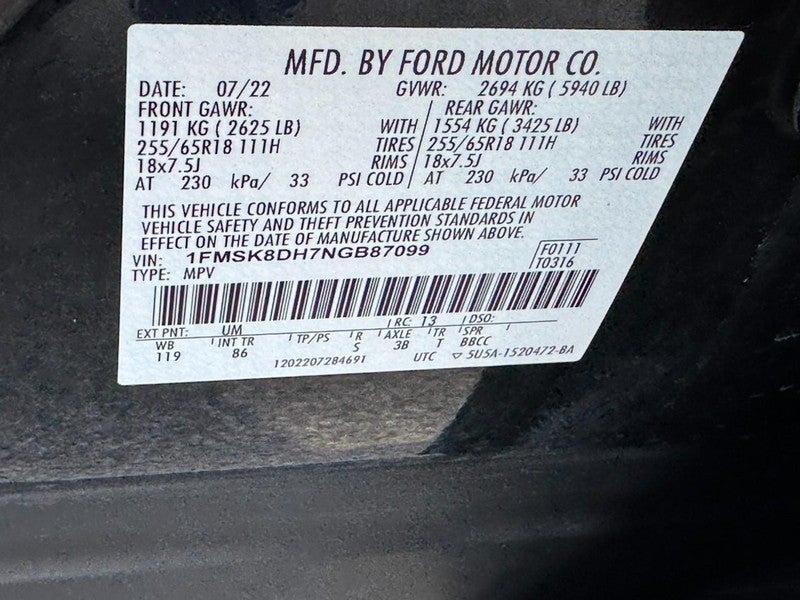 MFD. BY FORD MOTOR CO.
DATE: 07/22 GVWR: 2694 KG ( 5940 LB)
FRONT GAWR: REAR GAWR:
1191 KG ( 2625 LB) WITH 1554 KG ( 3425 LB) WITH
255/65R18 111H TIRES 255/65R18 111H TIRES
18x7.5J RIMS 18x7.5J RIMS
AT 230 kPa/ 33 PSI COLD AT 230 kPa/ 33 PSI COLD
THIS VEHICLE CONFORMS TO ALL APPLICABLE FEDERAL MOTOR
VEHICLE SAFETY AND THEFT PREVENTION STANDARDS IN
EFFECT ON THE DATE OF MANUFACTURE SHOWN ABOVE.
VIN: 1FMSK8DH7NGB87099 F0111
TYPE: MPV T0316
EXT PNT: UM RC: 13 DSO:
WB INT TR TP/PS R AXLE TR SPR
119 86 S 3B T BBCC
1202207284691 UTC ▽ 5U5A-1520472-BA